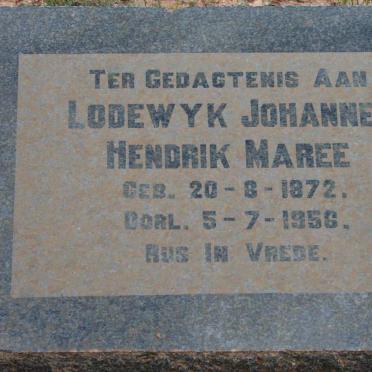 TER GEDAGTENIS AAN
LODEWYK JOHANNE
HENDRIK MAREE
GEB. 20-8-1872.
OORL. 5-7-1956.
RUS IN VREDE.